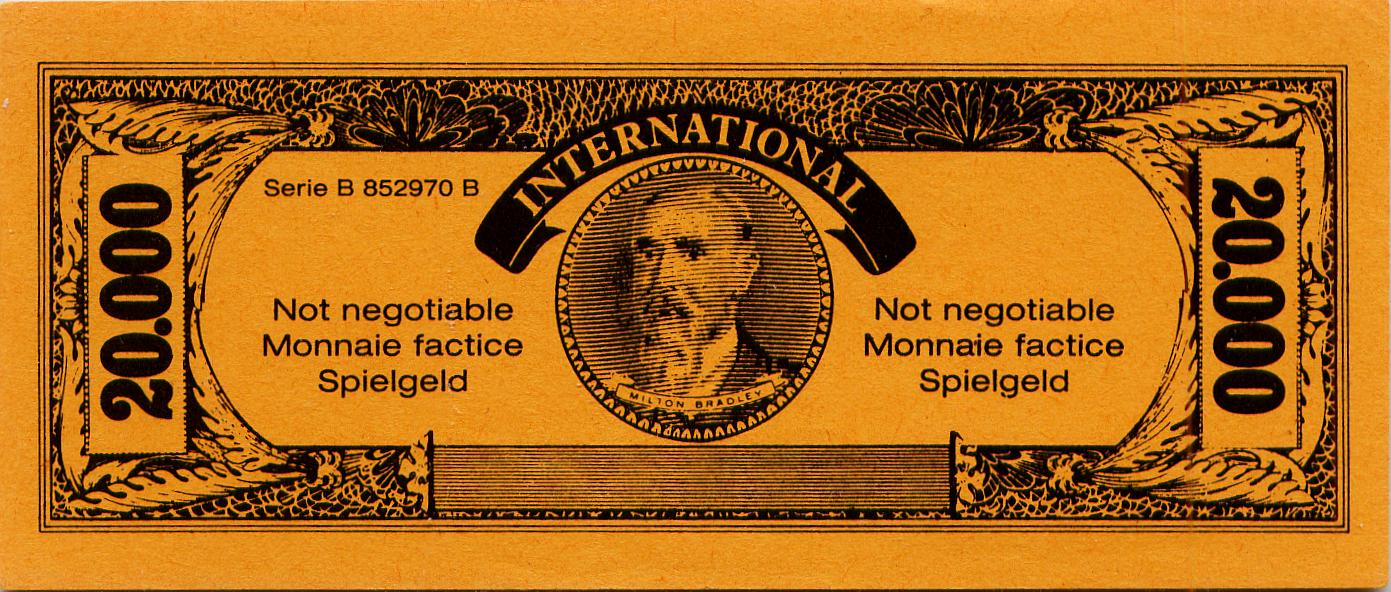 INTERNATIONAL
Serie B 852970 B
20.000
Not negotiable
Monnaie factice
Spielgeld
MILTON BRADLEY
Not negotiable
Monnaie factice
Spielgeld
20.000